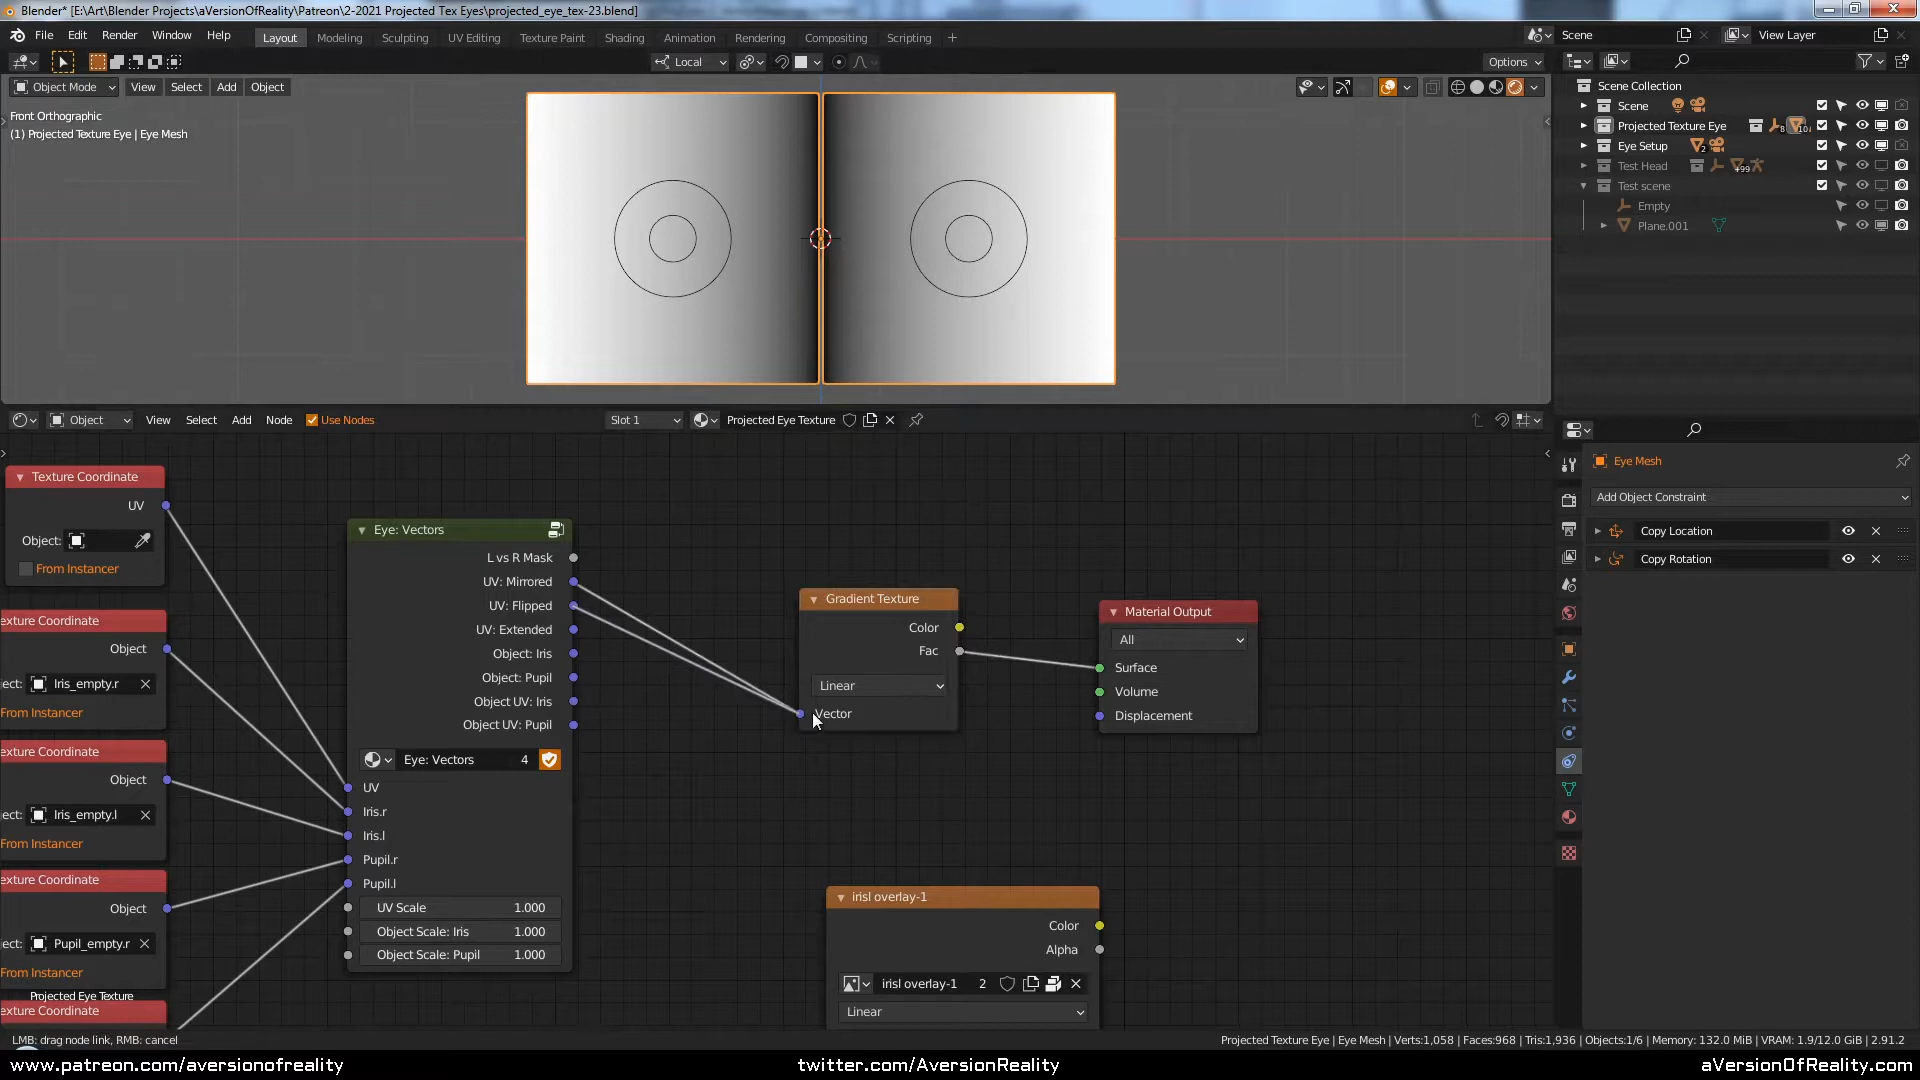 Blender* [E:\Art\Blender Projects\aVersionOfReality\Patreon\2-2021 Projected Tex Eyes\projected_eye_tex-23.blend]
File Edit Render Window Help
Layout Modeling Sculpting UV Editing Texture Paint Shading Animation Rendering Compositing Scripting +
Scene
View Layer
Local
Options
Object Mode View Select Add Object
Front Orthographic
(1) Projected Texture Eye | Eye Mesh
Scene Collection
Scene
Projected Texture Eye
8
10
Eye Setup
2
Test Head
+99
Test scene
Empty
Plane.001
Object View Select Add Node Use Nodes
Slot 1
Projected Eye Texture
Texture Coordinate
UV
Object:
From Instancer
exture Coordinate
Object
ect: Iris_empty.r
From Instancer
exture Coordinate
Object
ect: Iris_empty.l
From Instancer
exture Coordinate
Object
ect: Pupil_empty.r
From Instancer
Projected Eye Texture
exture Coordinate
Eye: Vectors
L vs R Mask
UV: Mirrored
UV: Flipped
UV: Extended
Object: Iris
Object: Pupil
Object UV: Iris
Object UV: Pupil
Eye: Vectors 4
UV
Iris.r
Iris.l
Pupil.r
Pupil.l
UV Scale 1.000
Object Scale: Iris 1.000
Object Scale: Pupil 1.000
Gradient Texture
Color
Fac
Linear
Vector
Material Output
All
Surface
Volume
Displacement
irisl overlay-1
Color
Alpha
irisl overlay-1 2
Linear
Eye Mesh
Add Object Constraint
Copy Location
Copy Rotation
LMB: drag node link, RMB: cancel
Projected Texture Eye | Eye Mesh | Verts:1,058 | Faces:968 | Tris:1,936 | Objects:1/6 | Memory: 132.0 MiB | VRAM: 1.9/12.0 GiB | 2.91.2
www.patreon.com/aversionofreality
twitter.com/AversionReality
aVersionOfReality.com